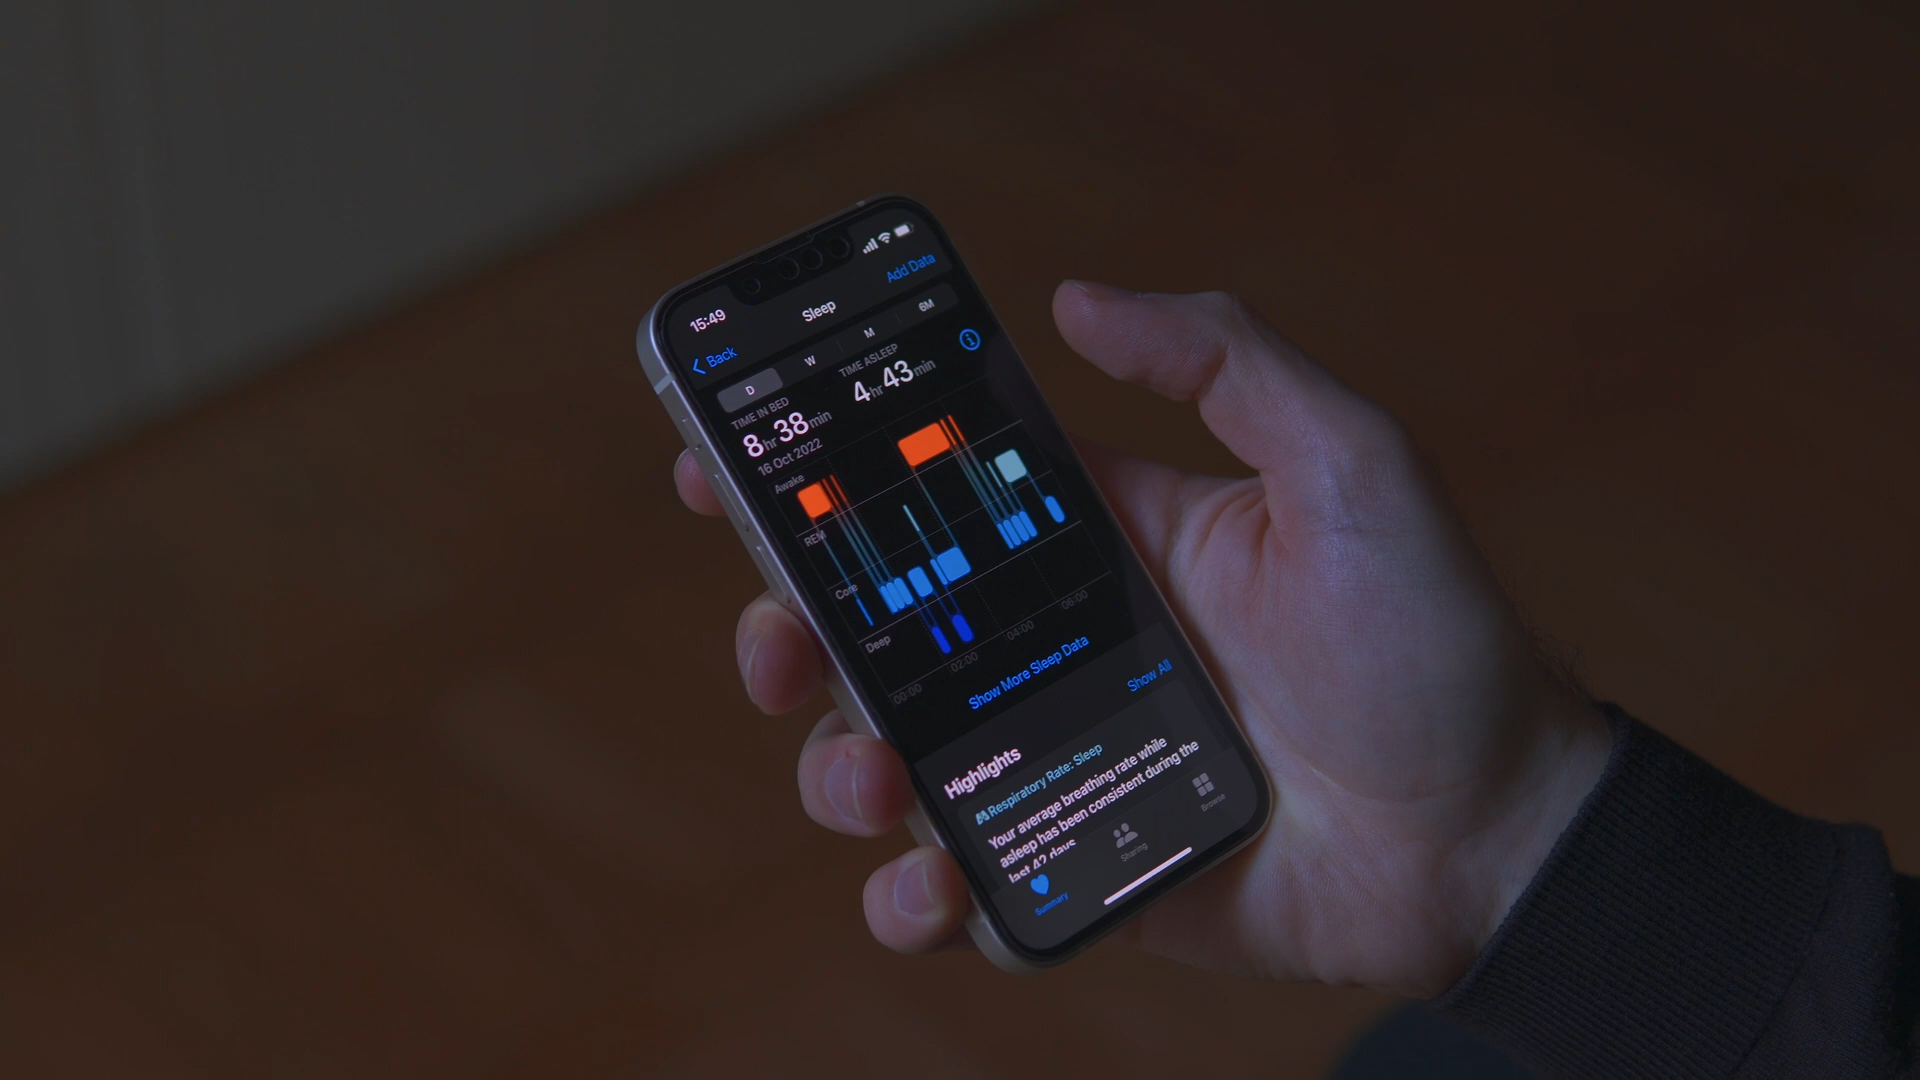 15:49
Back
Sleep
Add Data
D
W
M
6M
TIME IN BED
8 hr 38 min
16 Oct 2022
TIME ASLEEP
4 hr 43 min
Awake
REM
Core
Deep
00:00
02:00
04:00
06:00
Show More Sleep Data
Highlights
Show All
Respiratory Rate: Sleep
Your average breathing rate while
asleep has been consistent during the
last 42 days
Summary
Sharing
Browse